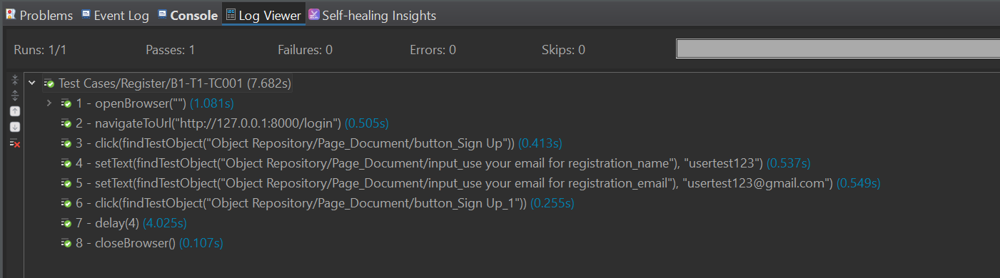 Problems Event Log Console Log Viewer Self-healing Insights
Runs: 1/1 Passes: 1 Failures: 0 Errors: 0 Skips: 0
Test Cases/Register/B1-T1-TC001 (7.682s)
1 - openBrowser("") (1.081s)
2 - navigateToUrl("http://127.0.0.1:8000/login") (0.505s)
3 - click(findTestObject("Object Repository/Page_Document/button_Sign Up")) (0.413s)
4 - setText(findTestObject("Object Repository/Page_Document/input_use your email for registration_name"), "usertest123") (0.537s)
5 - setText(findTestObject("Object Repository/Page_Document/input_use your email for registration_email"), "usertest123@gmail.com") (0.549s)
6 - click(findTestObject("Object Repository/Page_Document/button_Sign Up_1")) (0.255s)
7 - delay(4) (4.025s)
8 - closeBrowser() (0.107s)